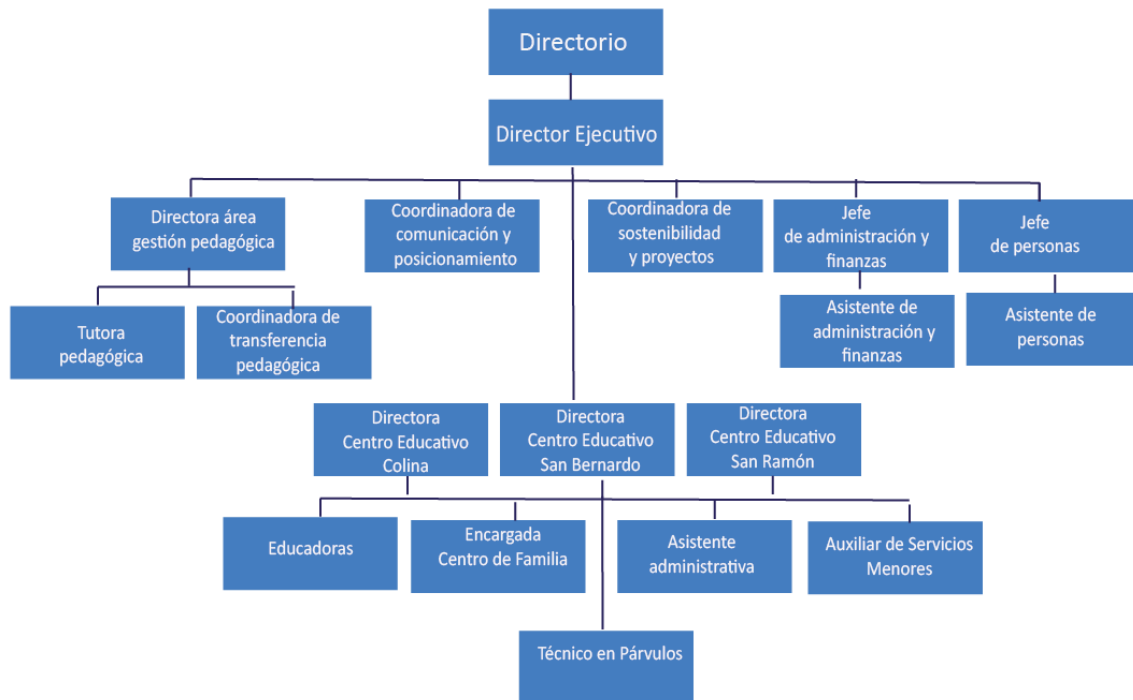 Directorio
Director Ejecutivo
Directora área
gestión pedagógica
Coordinadora de
comunicación y
posicionamiento
Coordinadora de
sostenibilidad
y proyectos
Jefe
de administración y
finanzas
Jefe
de personas
Tutora
pedagógica
Coordinadora de
transferencia
pedagógica
Asistente de
administración y
finanzas
Asistente de
personas
Directora
Centro Educativo
Colina
Directora
Centro Educativo
San Bernardo
Directora
Centro Educativo
San Ramón
Educadoras
Encargada
Centro de Familia
Asistente
administrativa
Auxiliar de Servicios
Menores
Técnico en Párvulos